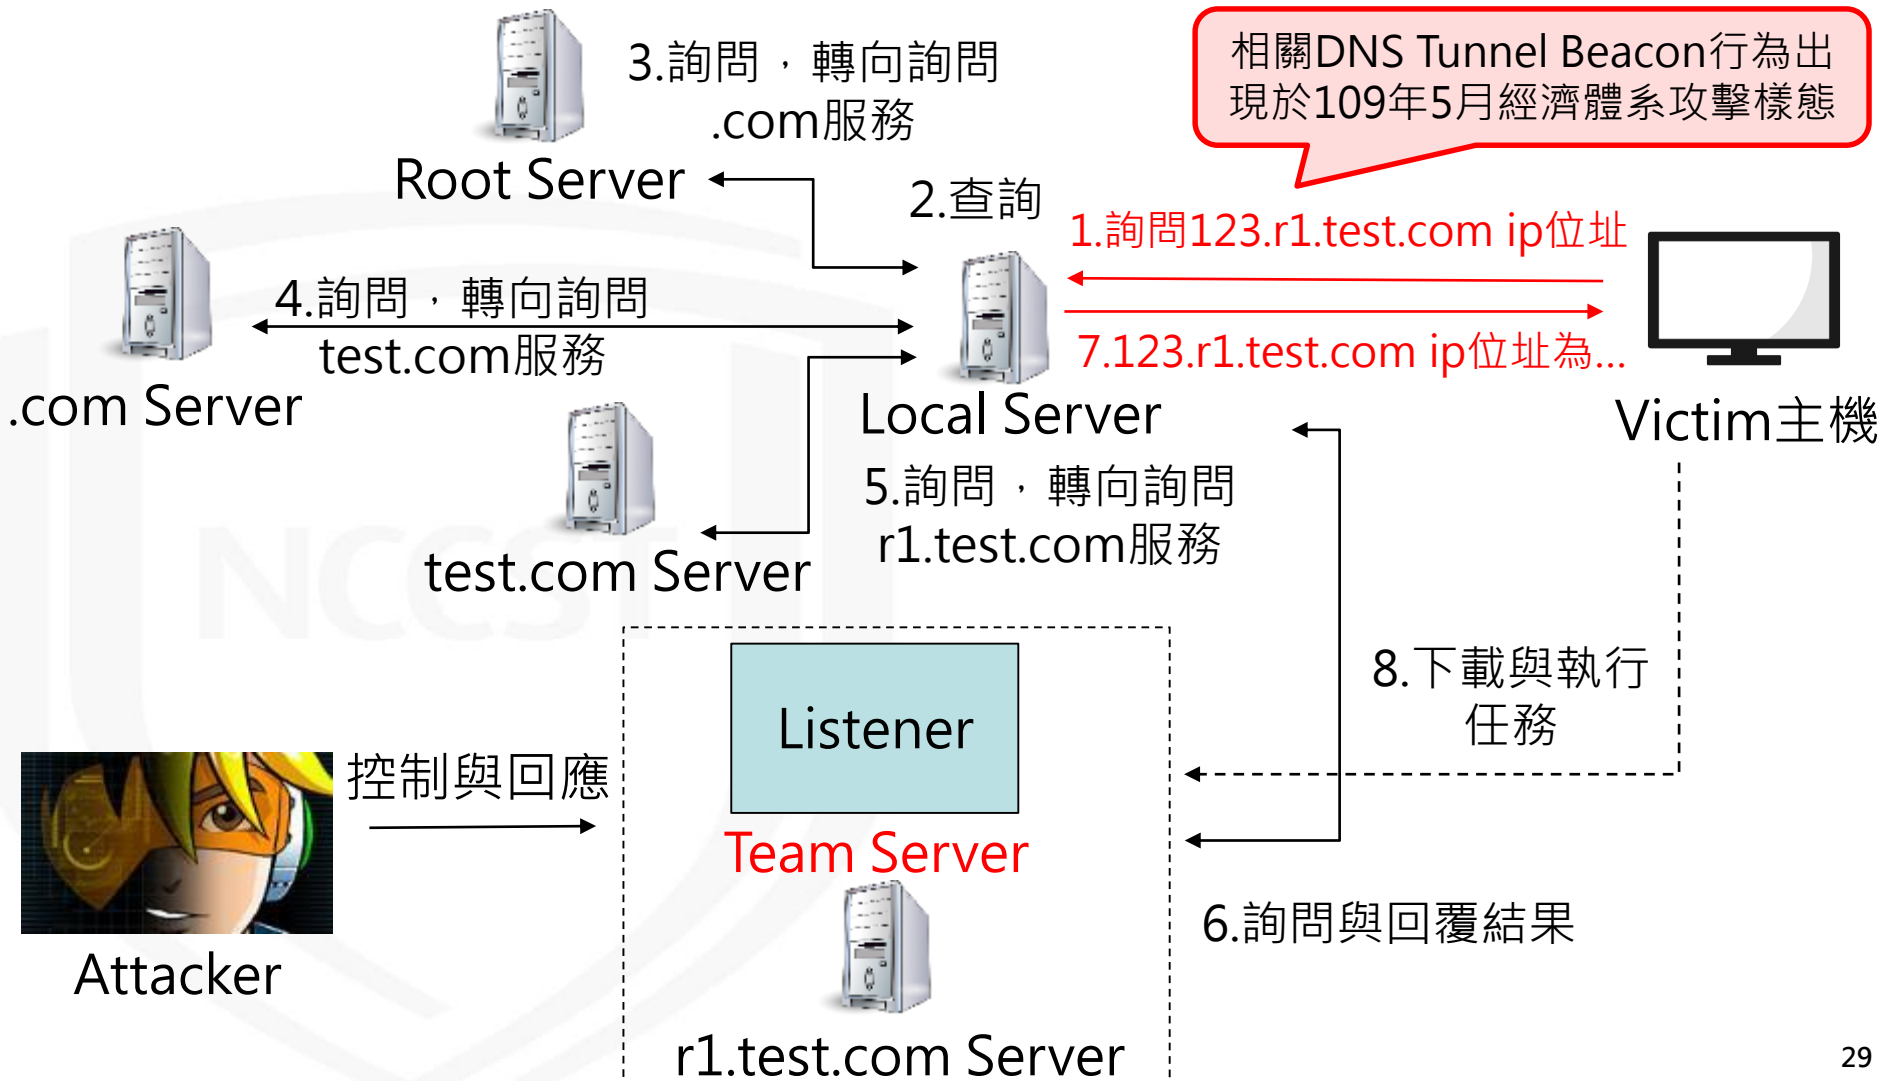 3.詢問，轉向詢問
.com服務
相關DNS Tunnel Beacon行為出
現於109年5月經濟體系攻擊樣態
Root Server
2.查詢
1.詢問123.r1.test.com ip位址
4.詢問，轉向詢問
test.com服務
7.123.r1.test.com ip位址為...
.com Server
Local Server
Victim主機
5.詢問，轉向詢問
r1.test.com服務
test.com Server
NCCST
8.下載與執行
任務
Listener
控制與回應
Team Server
6.詢問與回覆結果
Attacker
r1.test.com Server
29